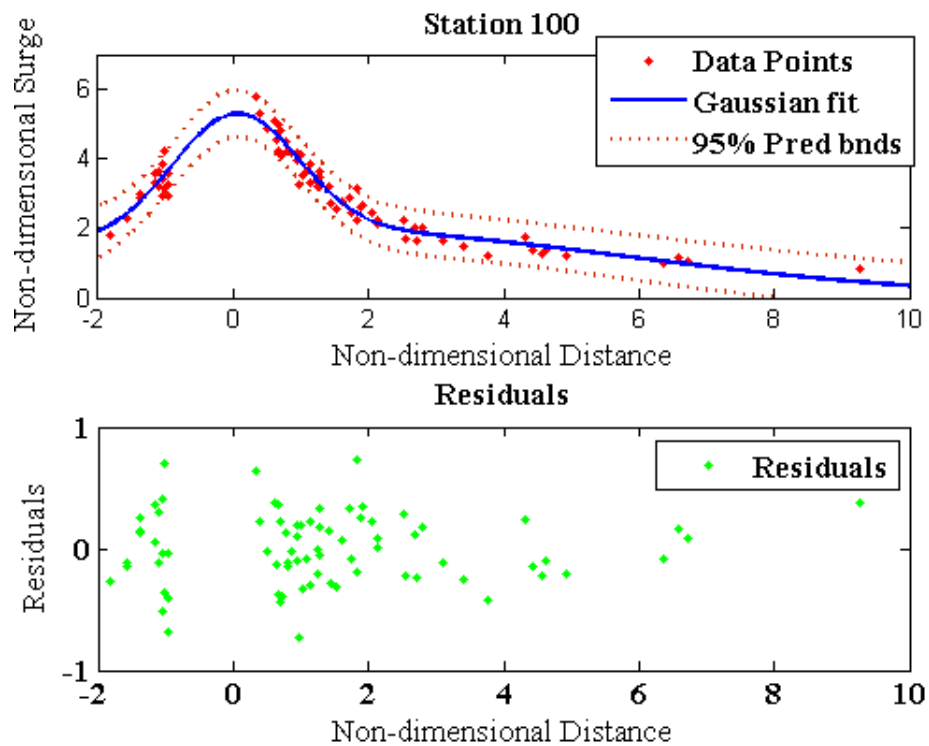 Station 100
Non-dimensional Surge
6
4
2
0
Data Points
Gaussian fit
95% Pred bnds
-2 0 2 4 6 8 10
Non-dimensional Distance
Residuals
Residuals
1
0
-1
Residuals
-2 0 2 4 6 8 10
Non-dimensional Distance